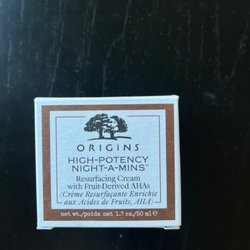 ORIGINS
HIGH-POTENCY
NIGHT-A-MINS™
Resurfacing Cream
with Fruit-Derived AHAs
(Crème Resurfaçante Enrichie
aux Acides de Fruits, AHA)
net wt./poids net 1.7 oz./50 ml ℮